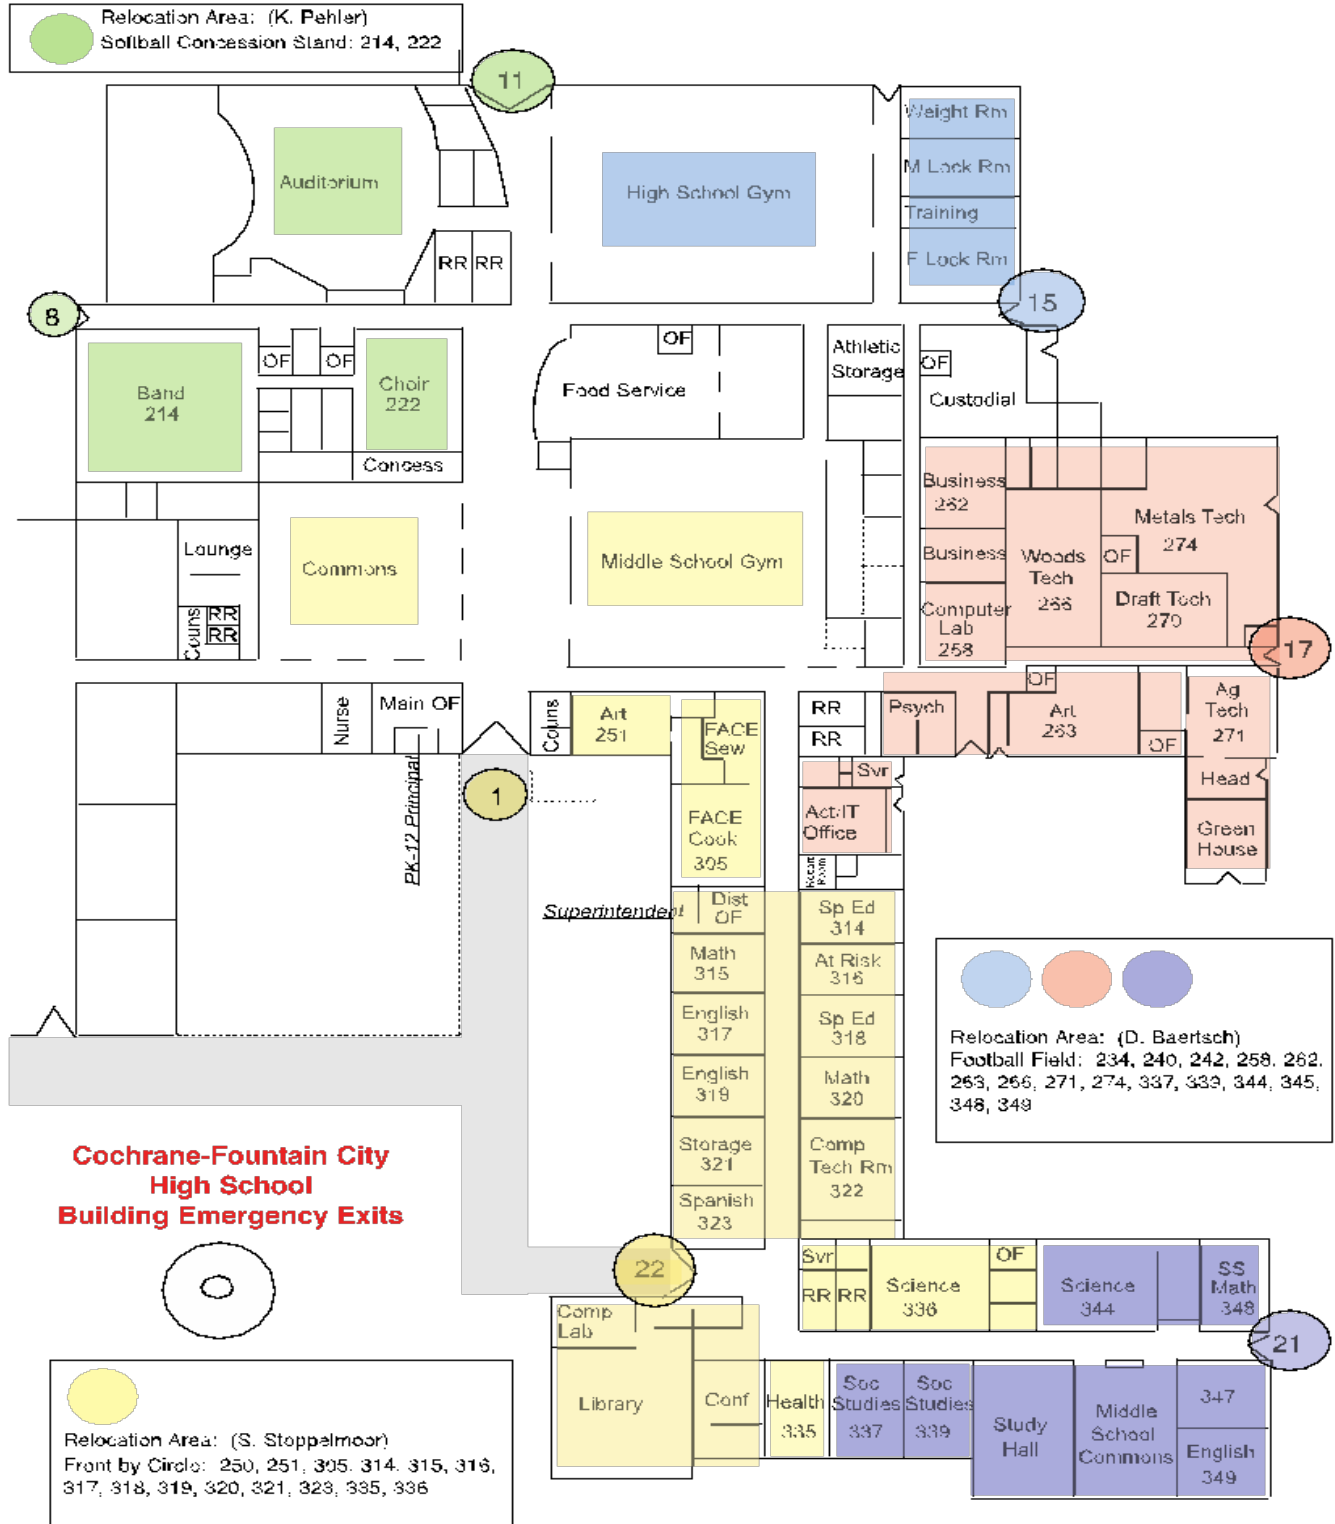 Relocation Area: (K. Pehler)
Softball Concession Stand: 214, 222
11
Weight Rm
M Lock Rm
Training
F Lock Rm
Auditorium
High School Gym
RR RR
15
8
OF OF
Choir
222
Band
214
Concess
OF
Food Service
Athletic
Storage
OF
Custodial
Business
262
Metals Tech
274
Lounge
Commons
Middle School Gym
Business
Woods
Tech
266
OF
Draft Tech
270
Computer
Lab
258
Couns
RR
RR
17
Nurse
Main OF
PK-12 Principal
1
Couns
Art
251
FACE
Sew
FACE
Cook
305
RR
RR
Psych
OF
Art
263
OF
Ag
Tech
271
Head
Green
House
Svr
Act/IT
Office
Room
Superintendent
Dist
OF
Sp Ed
314
Math
315
At Risk
316
English
317
Sp Ed
318
English
319
Math
320
Storage
321
Comp
Tech Rm
322
Spanish
323
Relocation Area: (D. Baertsch)
Football Field: 234, 240, 242, 258, 262,
263, 266, 271, 274, 337, 339, 344, 345,
348, 349
Cochrane-Fountain City
High School
Building Emergency Exits
22
Svr
RR RR
Science
336
OF
Science
344
SS
Math
348
21
Comp
Lab
Library
Conf
Health
335
Soc
Studies
337
Soc
Studies
339
Study
Hall
Middle
School
Commons
347
English
349
Relocation Area: (S. Stoppelmoor)
Front by Circle: 250, 251, 305, 314, 315, 316,
317, 318, 319, 320, 321, 323, 335, 336